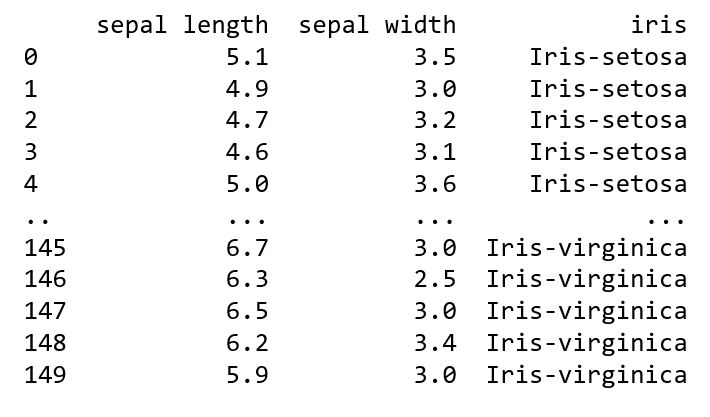 sepal length sepal width iris
0 5.1 3.5 Iris-setosa
1 4.9 3.0 Iris-setosa
2 4.7 3.2 Iris-setosa
3 4.6 3.1 Iris-setosa
4 5.0 3.6 Iris-setosa
.. ... ... ...
145 6.7 3.0 Iris-virginica
146 6.3 2.5 Iris-virginica
147 6.5 3.0 Iris-virginica
148 6.2 3.4 Iris-virginica
149 5.9 3.0 Iris-virginica